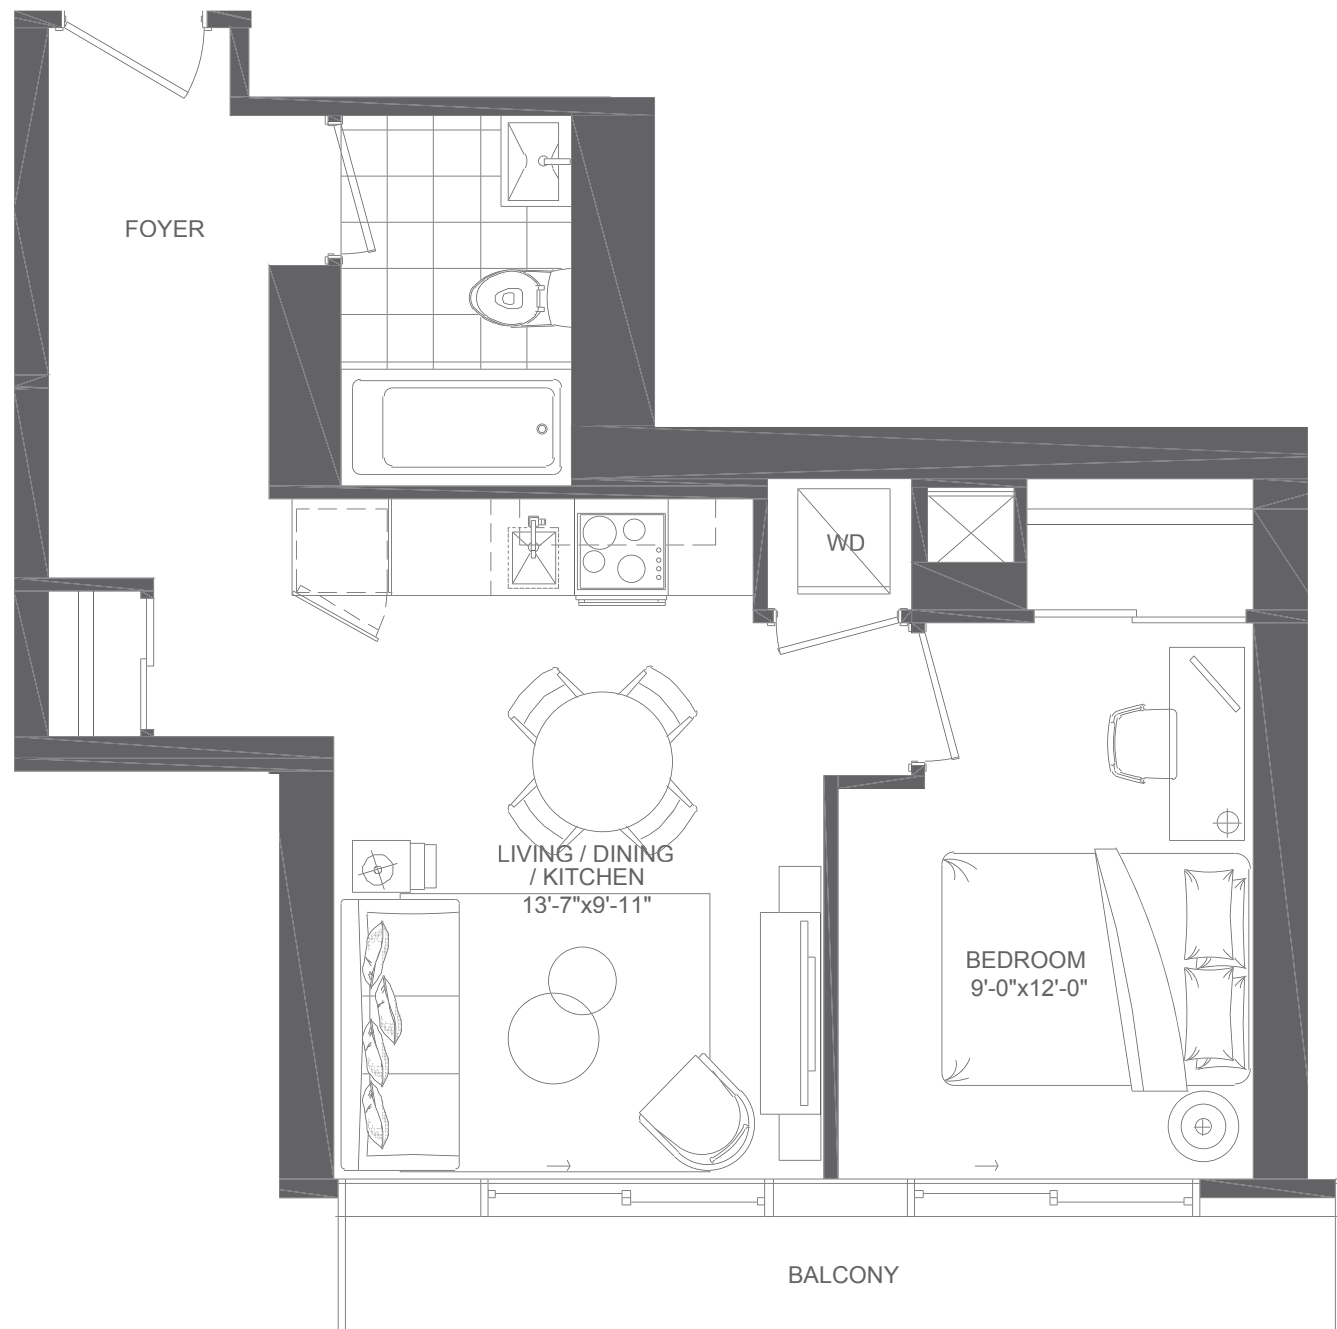 FOYER
WD
LIVING / DINING
/ KITCHEN
13'-7"x9'-11"
BEDROOM
9'-0"x12'-0"
BALCONY